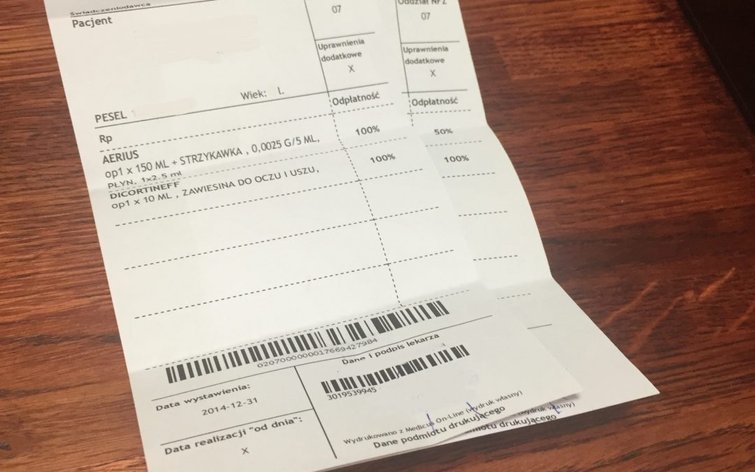 Świadczeniodawca
Pacjent
07
Uprawnienia
dodatkowe
X
Oddział NFZ
07
Uprawnienia
dodatkowe
X
Wiek: l.
PESEL
Rp
Odpłatność
Odpłatność
AERIUS
op1 x 150 ML + STRZYKAWKA , 0,0025 G/5 ML,
PŁYN. 1x2.5 ml
100%
50%
DICORTINEFF
op1 x 10 ML , ZAWIESINA DO OCZU I USZU,
100%
100%
0207000000017669427984
Dane i podpis lekarza
Data wystawienia:
2014-12-31
3019539945
Data realizacji "od dnia":
X
Wydrukowano z Medicus On-Line (wydruk własny)
Dane podmiotu drukującego
(wydruk własny)
podmiotu drukującego